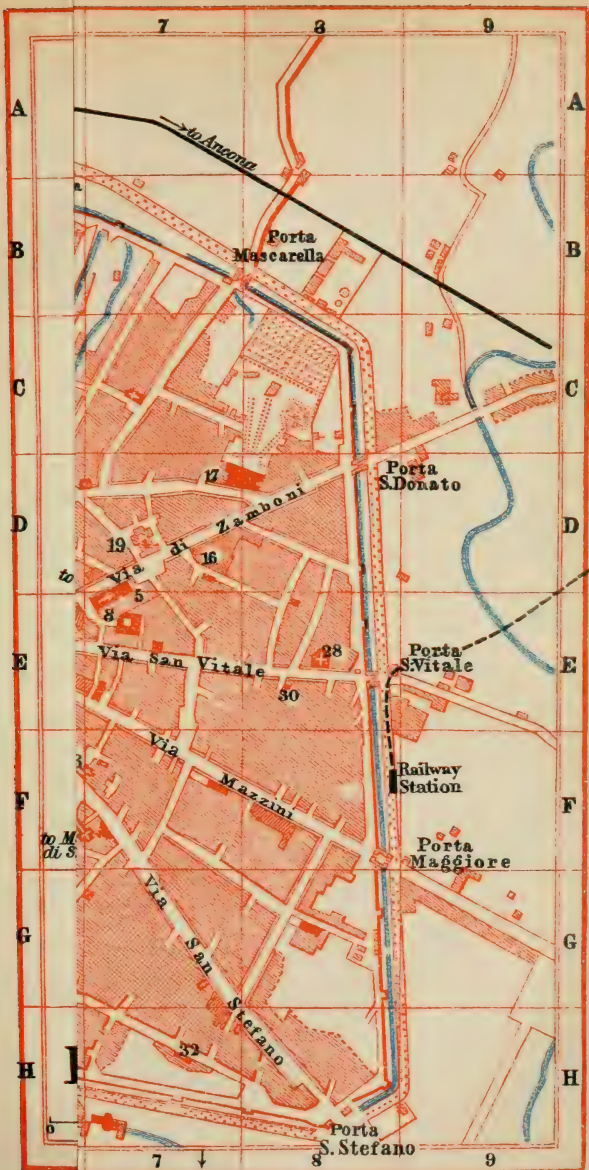 7 8 9
A A
to Ancona
B B
Porta
Mascarella
C C
17
Porta
S.Donato
D D
19
Via di Zamboni
16
to
5
3
E E
28
Porta
S.Vitale
Via San Vitale
30
Via Mazzini
Railway
Station
F F
to M.
di S.
Porta
Maggiore
Via San Stefano
G G
32
H H
Porta
S. Stefano
7 8 9